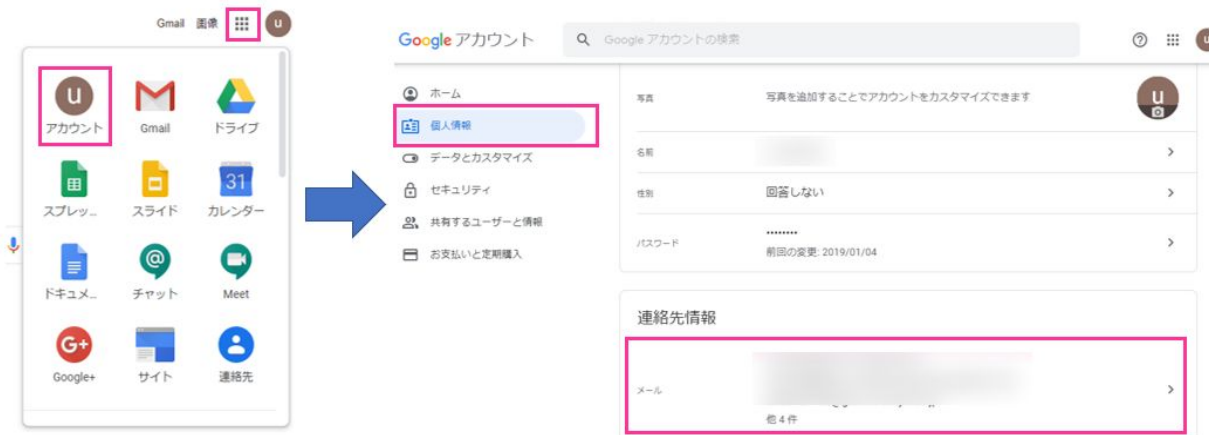 Gmail 画像
u
u
アカウント
Gmail
ドライブ
31
スプレッ...
スライド
カレンダー
ドキュメ...
チャット
Meet
G+
Google+
サイト
連絡先
Google アカウント
Google アカウントの検索
u
ホーム
個人情報
データとカスタマイズ
セキュリティ
共有するユーザーと情報
お支払いと定期購入
写真
写真を追加することでアカウントをカスタマイズできます
u
名前
性別
回答しない
パスワード
••••••••
前回の変更: 2019/01/04
連絡先情報
メール
他 4 件